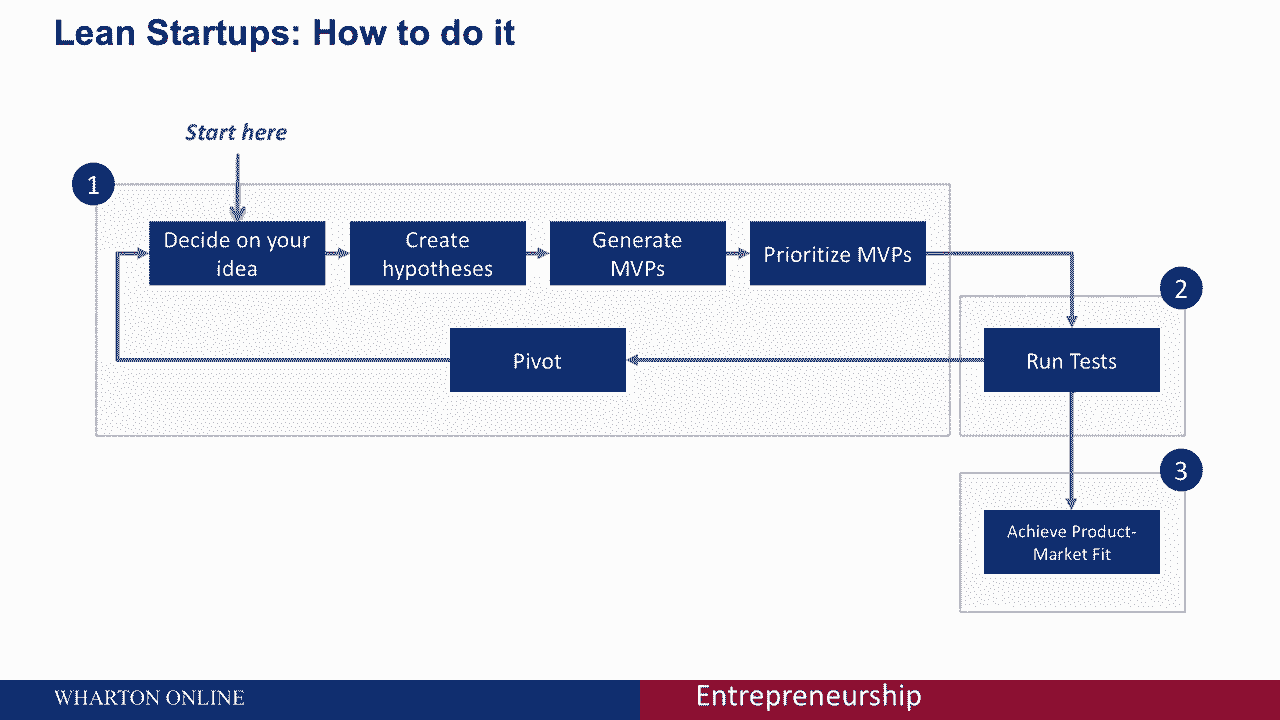 Lean Startups: How to do it
Start here
1
Decide on your
idea
Create
hypotheses
Generate
MVPs
Prioritize MVPs
2
Pivot
Run Tests
3
Achieve Product-
Market Fit
WHARTON ONLINE
Entrepreneurship